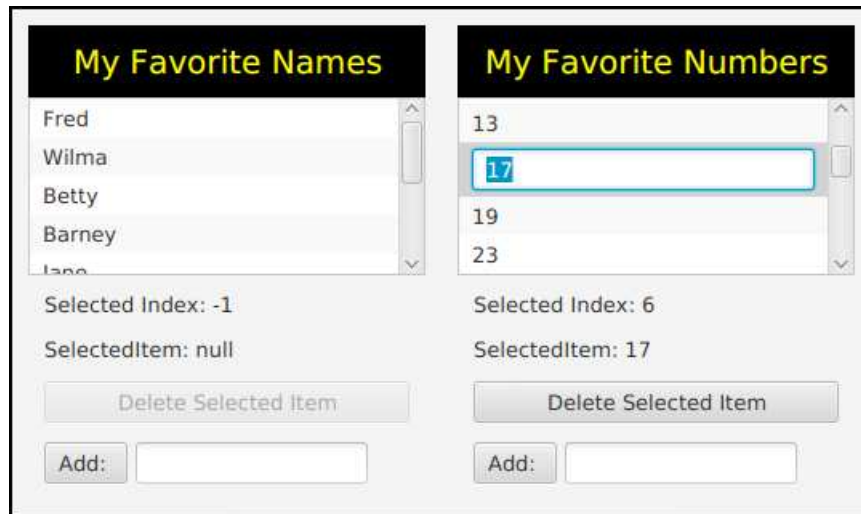 My Favorite Names
Fred
Wilma
Betty
Barney
Selected Index: -1
SelectedItem: null
Delete Selected Item
Add:
My Favorite Numbers
13
17
19
23
Selected Index: 6
SelectedItem: 17
Delete Selected Item
Add: